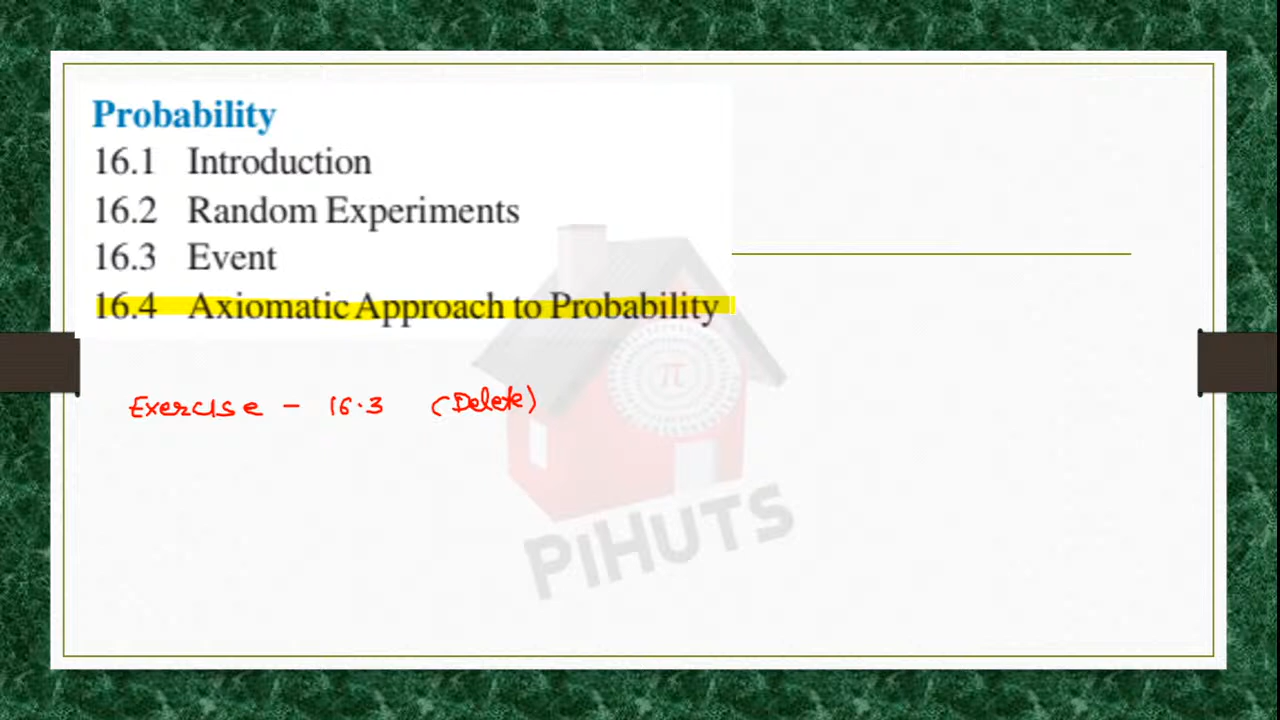 Probability
16.1 Introduction
16.2 Random Experiments
16.3 Event
16.4 Axiomatic Approach to Probability
Exercise - 16.3 (Delete)
π
PiHUTS